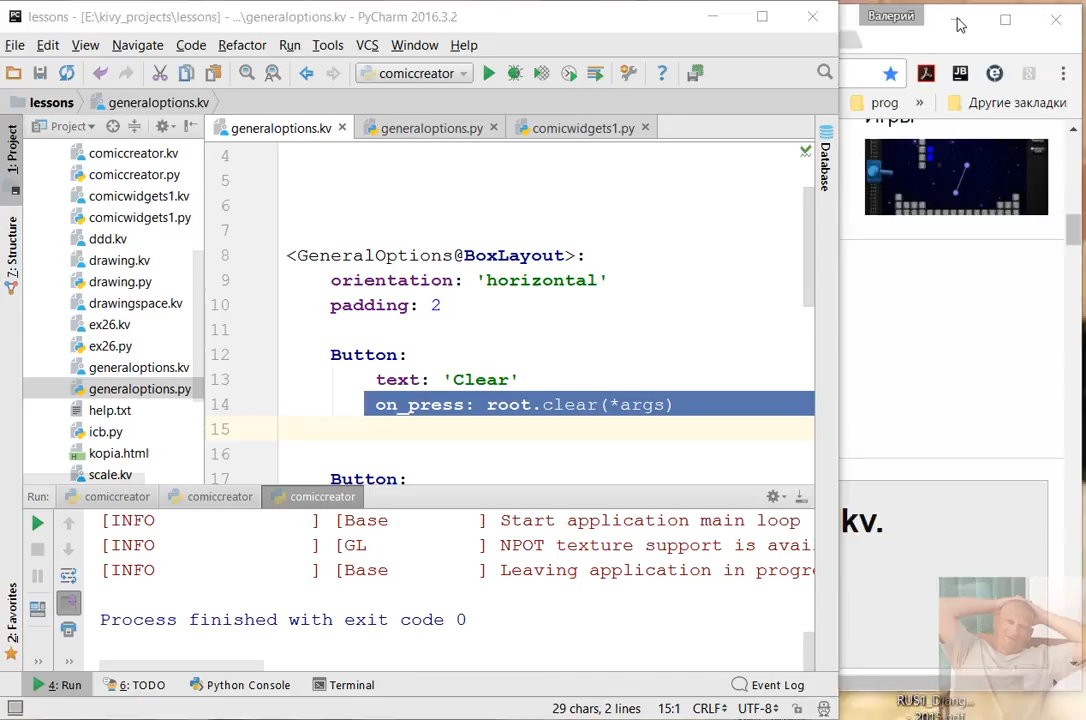 lessons - [E:\kivy_projects\lessons] - ...\generaloptions.kv - PyCharm 2016.3.2
Валерий
File Edit View Navigate Code Refactor Run Tools VCS Window Help
comiccreator
lessons generaloptions.kv
prog » Другие закладки
Project
generaloptions.kv generaloptions.py comicwidgets1.py
1: Project
7: Structure
2: Favorites
Database
comiccreator.kv
comiccreator.py
comicwidgets1.kv
comicwidgets1.py
ddd.kv
drawing.kv
drawing.py
drawingspace.kv
ex26.kv
ex26.py
generaloptions.kv
generaloptions.py
help.txt
icb.py
kopia.html
scale.kv
4
5
6
7
8 <GeneralOptions@BoxLayout>:
9 orientation: 'horizontal'
10 padding: 2
11
12 Button:
13 text: 'Clear'
14 on_press: root.clear(*args)
15
16
17 Button:
Игры
kv.
Run: comiccreator comiccreator comiccreator
[INFO ] [Base ] Start application main loop
[INFO ] [GL ] NPOT texture support is avai
[INFO ] [Base ] Leaving application in progre
Process finished with exit code 0
4: Run 6: TODO Python Console Terminal Event Log
29 chars, 2 lines 15:1 CRLF UTF-8
RUS1_Diang...
- 2015.pdf